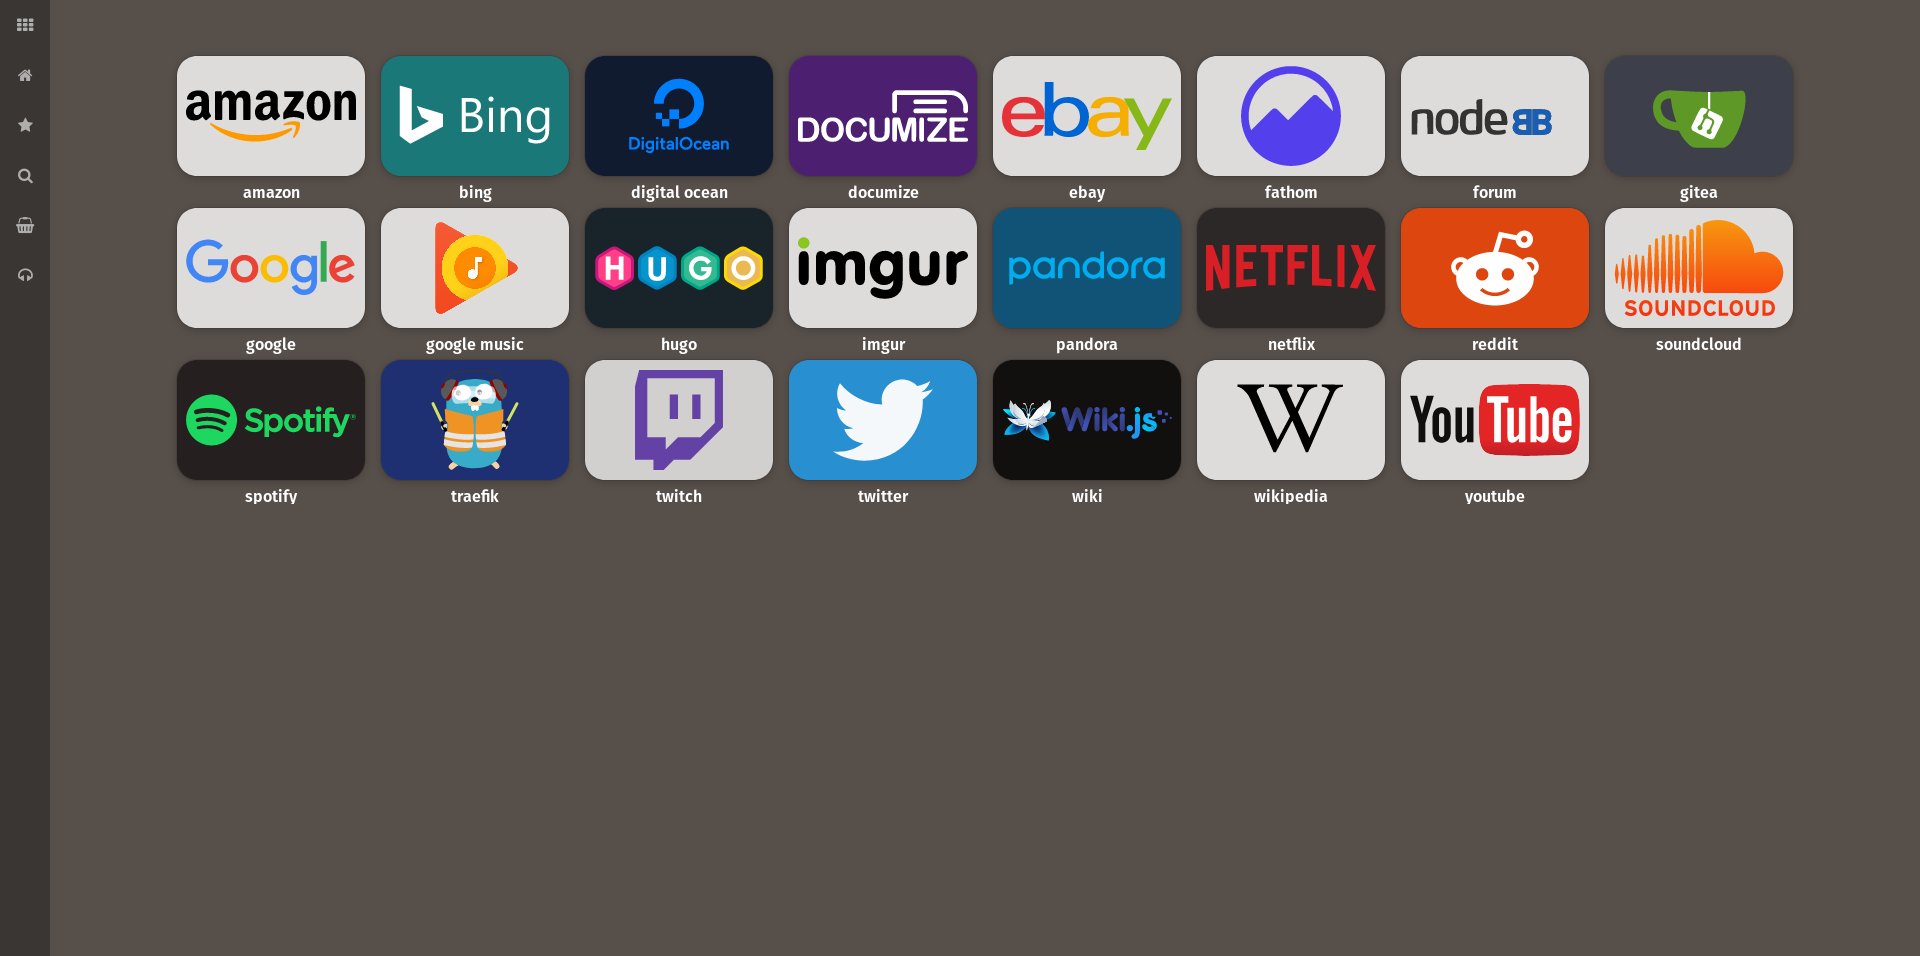 amazon
Bing
DigitalOcean
DOCUMIZE
ebay
nodeBB
amazon
bing
digital ocean
documize
ebay
fathom
forum
gitea
Google
HUGO
imgur
pandora
NETFLIX
SOUNDCLOUD
google
google music
hugo
imgur
pandora
netflix
reddit
soundcloud
Spotify®
Wiki.js
W
YouTube
spotify
traefik
twitch
twitter
wiki
wikipedia
youtube